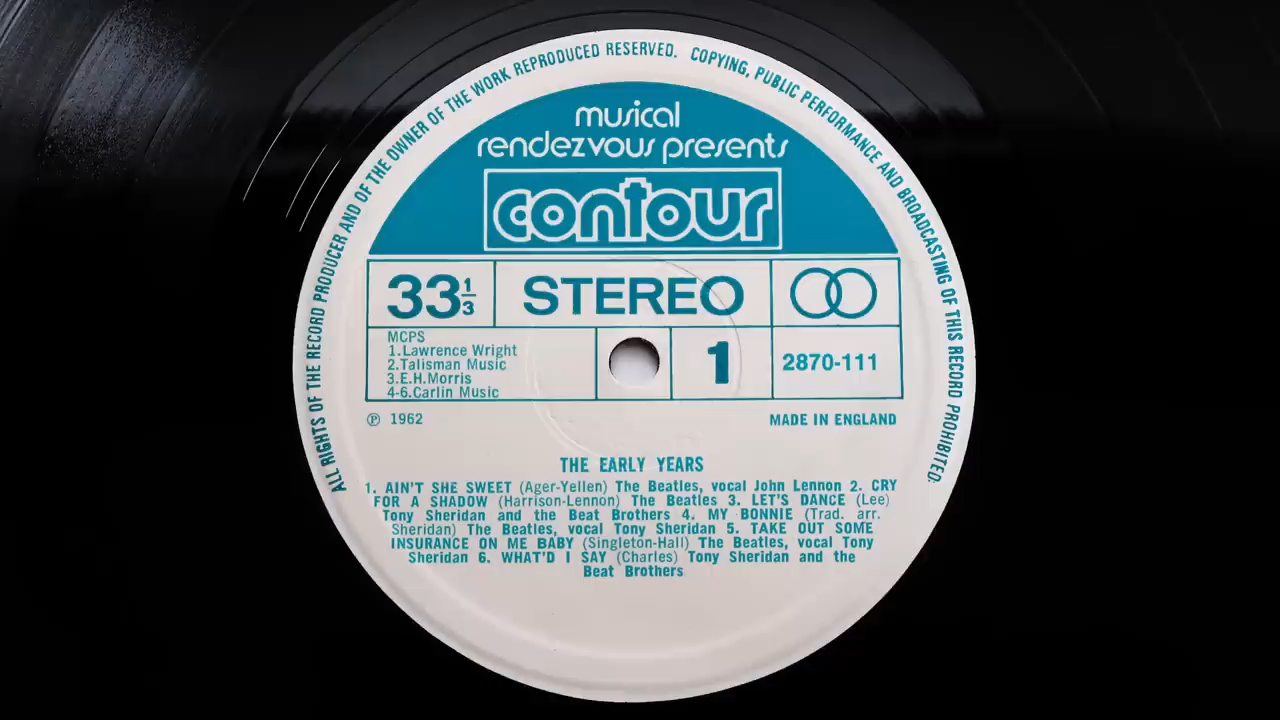 ALL RIGHTS OF THE RECORD PRODUCER AND OF THE OWNER OF THE WORK REPRODUCED RESERVED. COPYING, PUBLIC PERFORMANCE AND BROADCASTING OF THIS RECORD PROHIBITED.
musical
rendezvous presents
contour
33 1/3 STEREO
MCPS
1.Lawrence Wright
2.Talisman Music
3.E.H.Morris
4-6.Carlin Music
1
2870-111
Ⓟ 1962
MADE IN ENGLAND
THE EARLY YEARS
1. AIN'T SHE SWEET (Ager-Yellen) The Beatles, vocal John Lennon 2. CRY
FOR A SHADOW (Harrison-Lennon) The Beatles 3. LET'S DANCE (Lee)
Tony Sheridan and the Beat Brothers 4. MY BONNIE (Trad. arr.
Sheridan) The Beatles, vocal Tony Sheridan 5. TAKE OUT SOME
INSURANCE ON ME BABY (Singleton-Hall) The Beatles, vocal Tony
Sheridan 6. WHAT'D I SAY (Charles) Tony Sheridan and the
Beat Brothers